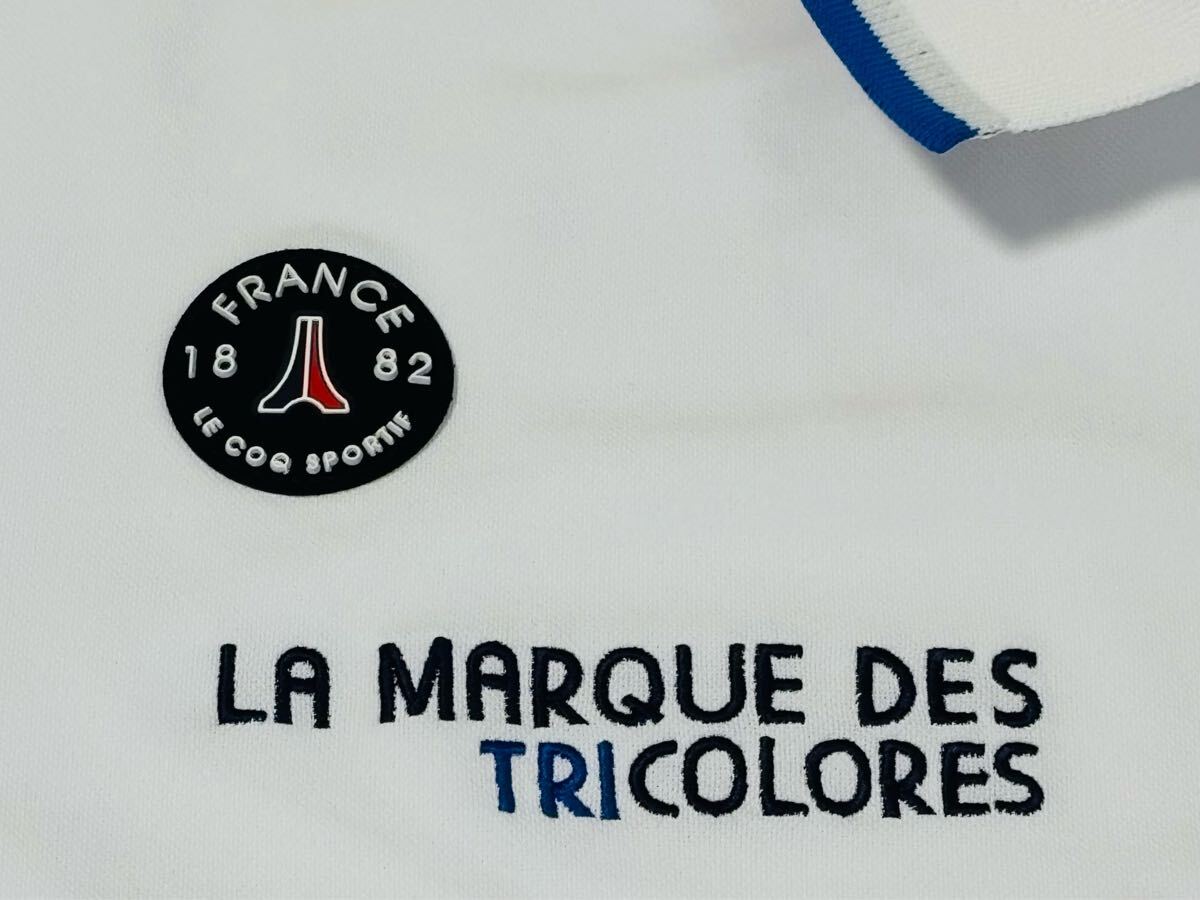 FRANCE
18 82
LE COQ SPORTIF
LA MARQUE DES
TRICOLORES